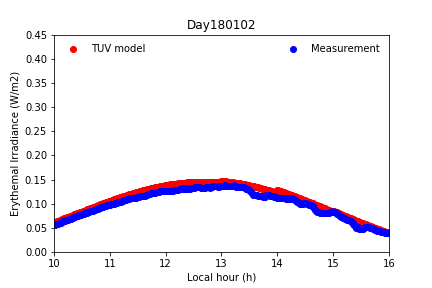 Day180102
TUV model
Measurement
Erythemal Irradiance (W/m2)
0.45
0.40
0.35
0.30
0.25
0.20
0.15
0.10
0.05
0.00
10 11 12 13 14 15 16
Local hour (h)